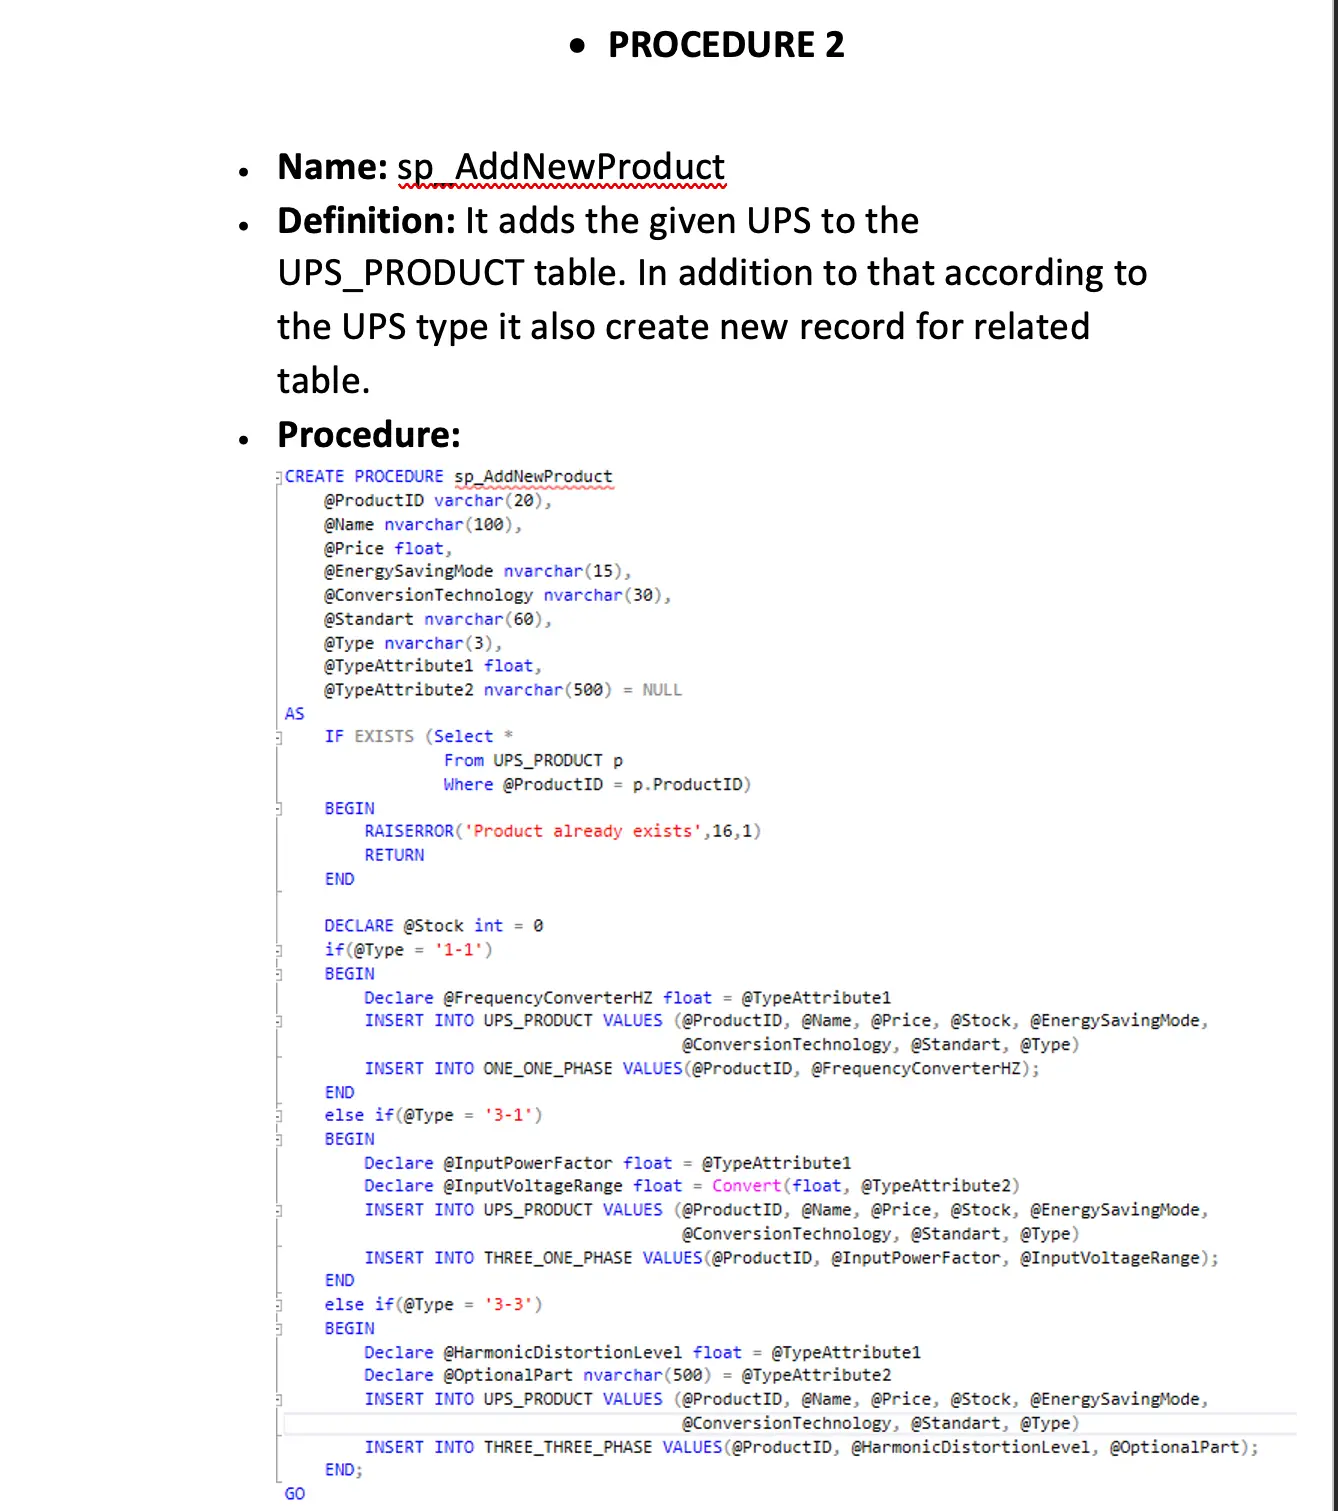 • PROCEDURE 2
• Name: sp_AddNewProduct
• Definition: It adds the given UPS to the
UPS_PRODUCT table. In addition to that according to
the UPS type it also create new record for related
table.
• Procedure:
CREATE PROCEDURE sp_AddNewProduct
@ProductID varchar(20),
@Name nvarchar(100),
@Price float,
@EnergySavingMode nvarchar(15),
@ConversionTechnology nvarchar(30),
@Standart nvarchar(60),
@Type nvarchar(3),
@TypeAttribute1 float,
@TypeAttribute2 nvarchar(500) = NULL
AS
IF EXISTS (Select *
From UPS_PRODUCT p
Where @ProductID = p.ProductID)
BEGIN
RAISERROR('Product already exists',16,1)
RETURN
END
DECLARE @Stock int = 0
if(@Type = '1-1')
BEGIN
Declare @FrequencyConverterHZ float = @TypeAttribute1
INSERT INTO UPS_PRODUCT VALUES (@ProductID, @Name, @Price, @Stock, @EnergySavingMode,
@ConversionTechnology, @Standart, @Type)
INSERT INTO ONE_ONE_PHASE VALUES(@ProductID, @FrequencyConverterHZ);
END
else if(@Type = '3-1')
BEGIN
Declare @InputPowerFactor float = @TypeAttribute1
Declare @InputVoltageRange float = Convert(float, @TypeAttribute2)
INSERT INTO UPS_PRODUCT VALUES (@ProductID, @Name, @Price, @Stock, @EnergySavingMode,
@ConversionTechnology, @Standart, @Type)
INSERT INTO THREE_ONE_PHASE VALUES(@ProductID, @InputPowerFactor, @InputVoltageRange);
END
else if(@Type = '3-3')
BEGIN
Declare @HarmonicDistortionLevel float = @TypeAttribute1
Declare @OptionalPart nvarchar(500) = @TypeAttribute2
INSERT INTO UPS_PRODUCT VALUES (@ProductID, @Name, @Price, @Stock, @EnergySavingMode,
@ConversionTechnology, @Standart, @Type)
INSERT INTO THREE_THREE_PHASE VALUES(@ProductID, @HarmonicDistortionLevel, @OptionalPart);
END;
GO